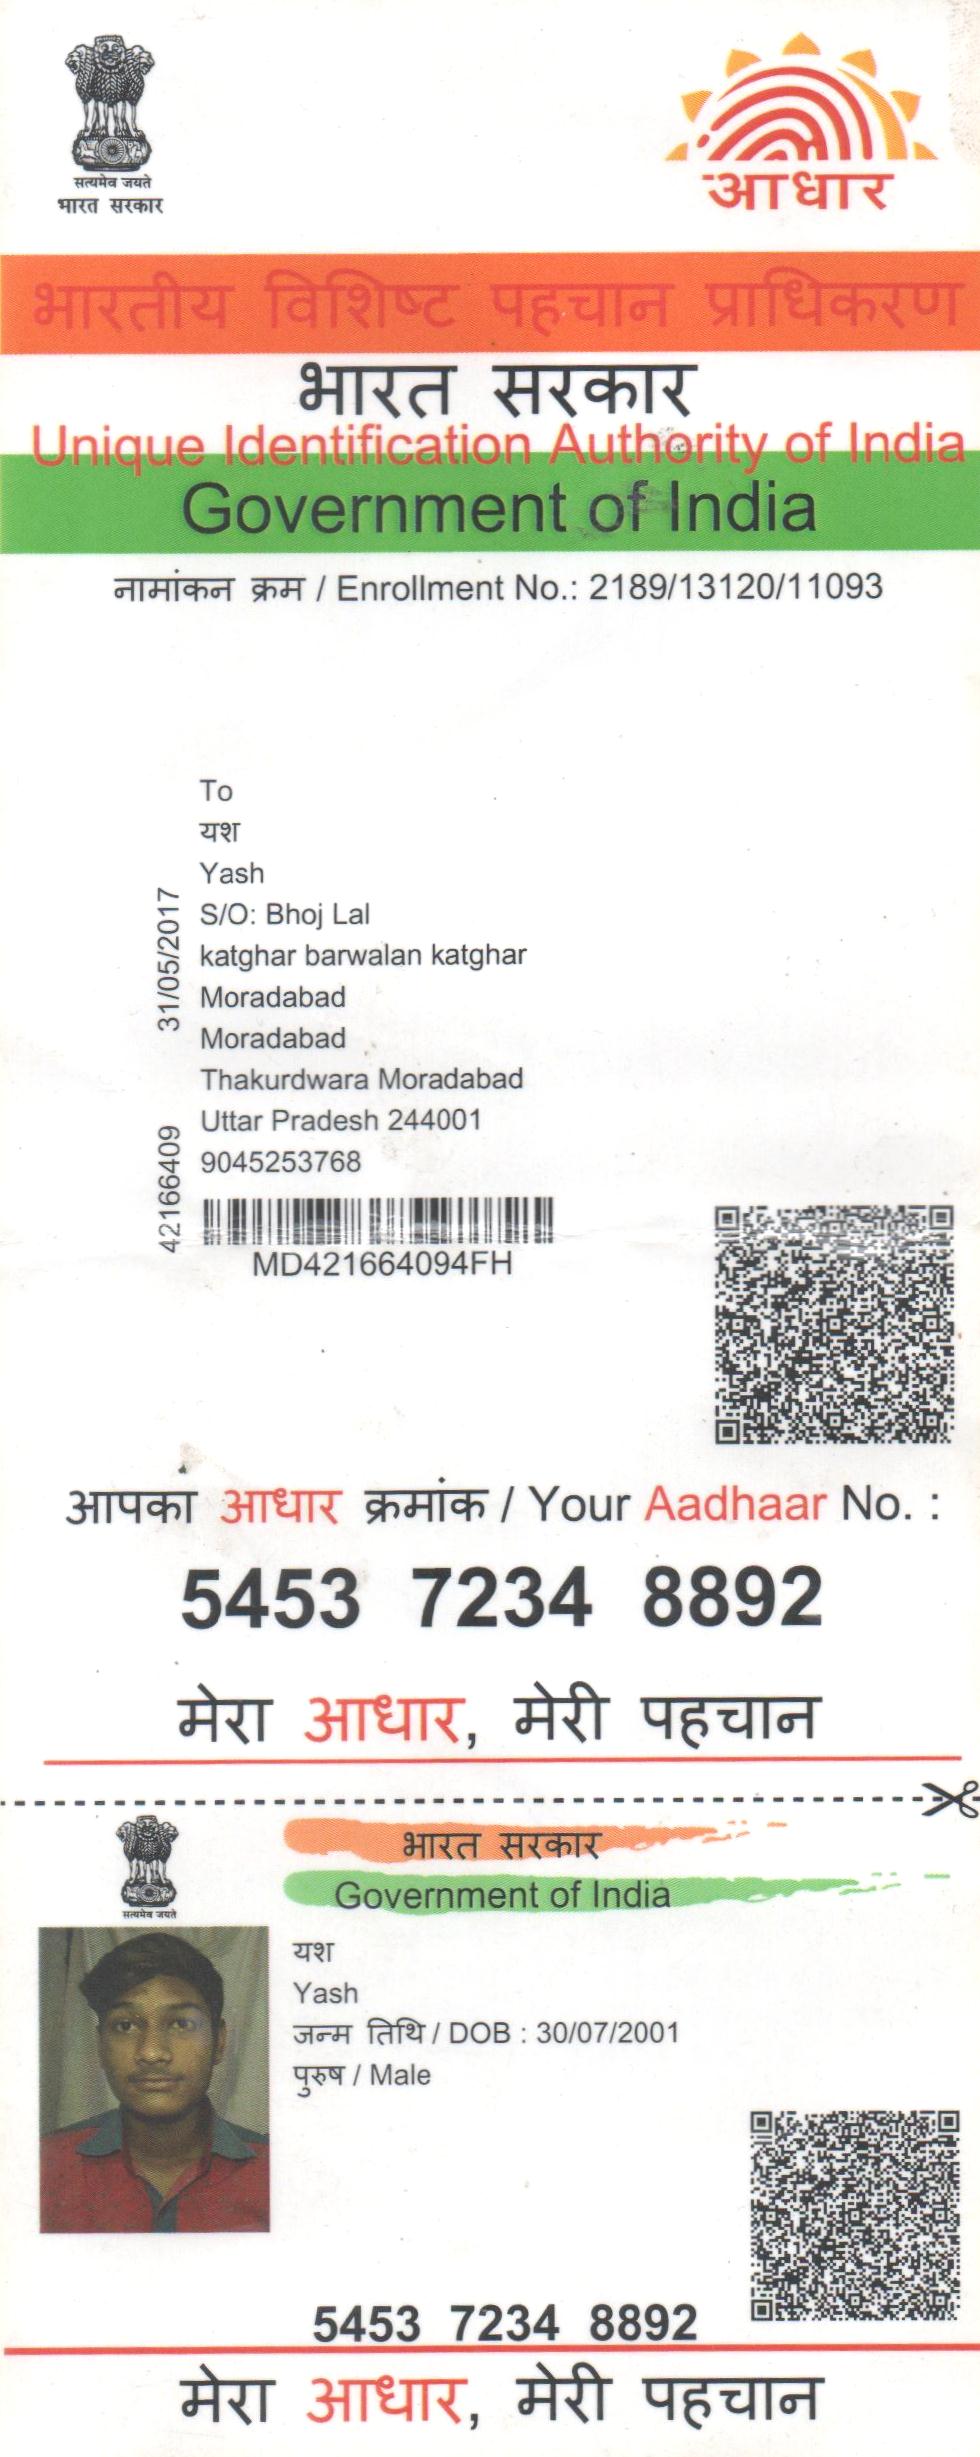 सत्यमेव जयते
भारत सरकार
आधार
भारतीय विशिष्ट पहचान प्राधिकरण
भारत सरकार
Unique Identification Authority of India
Government of India
नामांकन क्रम / Enrollment No.: 2189/13120/11093
To
यश
Yash
S/O: Bhoj Lal
katghar barwalan katghar
Moradabad
Moradabad
Thakurdwara Moradabad
Uttar Pradesh 244001
9045253768
31/05/2017
42166409
MD421664094FH
आपका आधार क्रमांक / Your Aadhaar No. :
5453 7234 8892
मेरा आधार, मेरी पहचान
सत्यमेव जयते
भारत सरकार
Government of India
यश
Yash
जन्म तिथि / DOB : 30/07/2001
पुरुष / Male
5453 7234 8892
मेरा आधार, मेरी पहचान